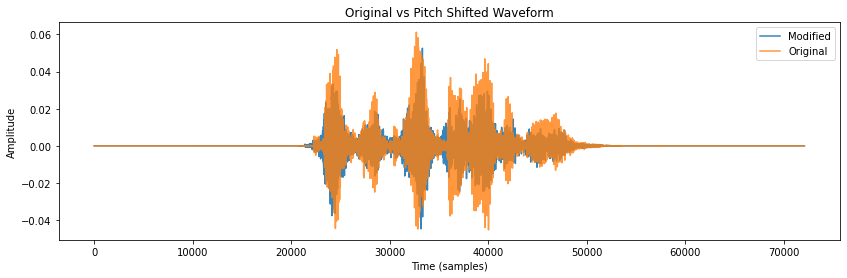 Original vs Pitch Shifted Waveform
Modified
Original
0.06
0.04
0.02
0.00
−0.02
−0.04
Amplitude
0 10000 20000 30000 40000 50000 60000 70000
Time (samples)